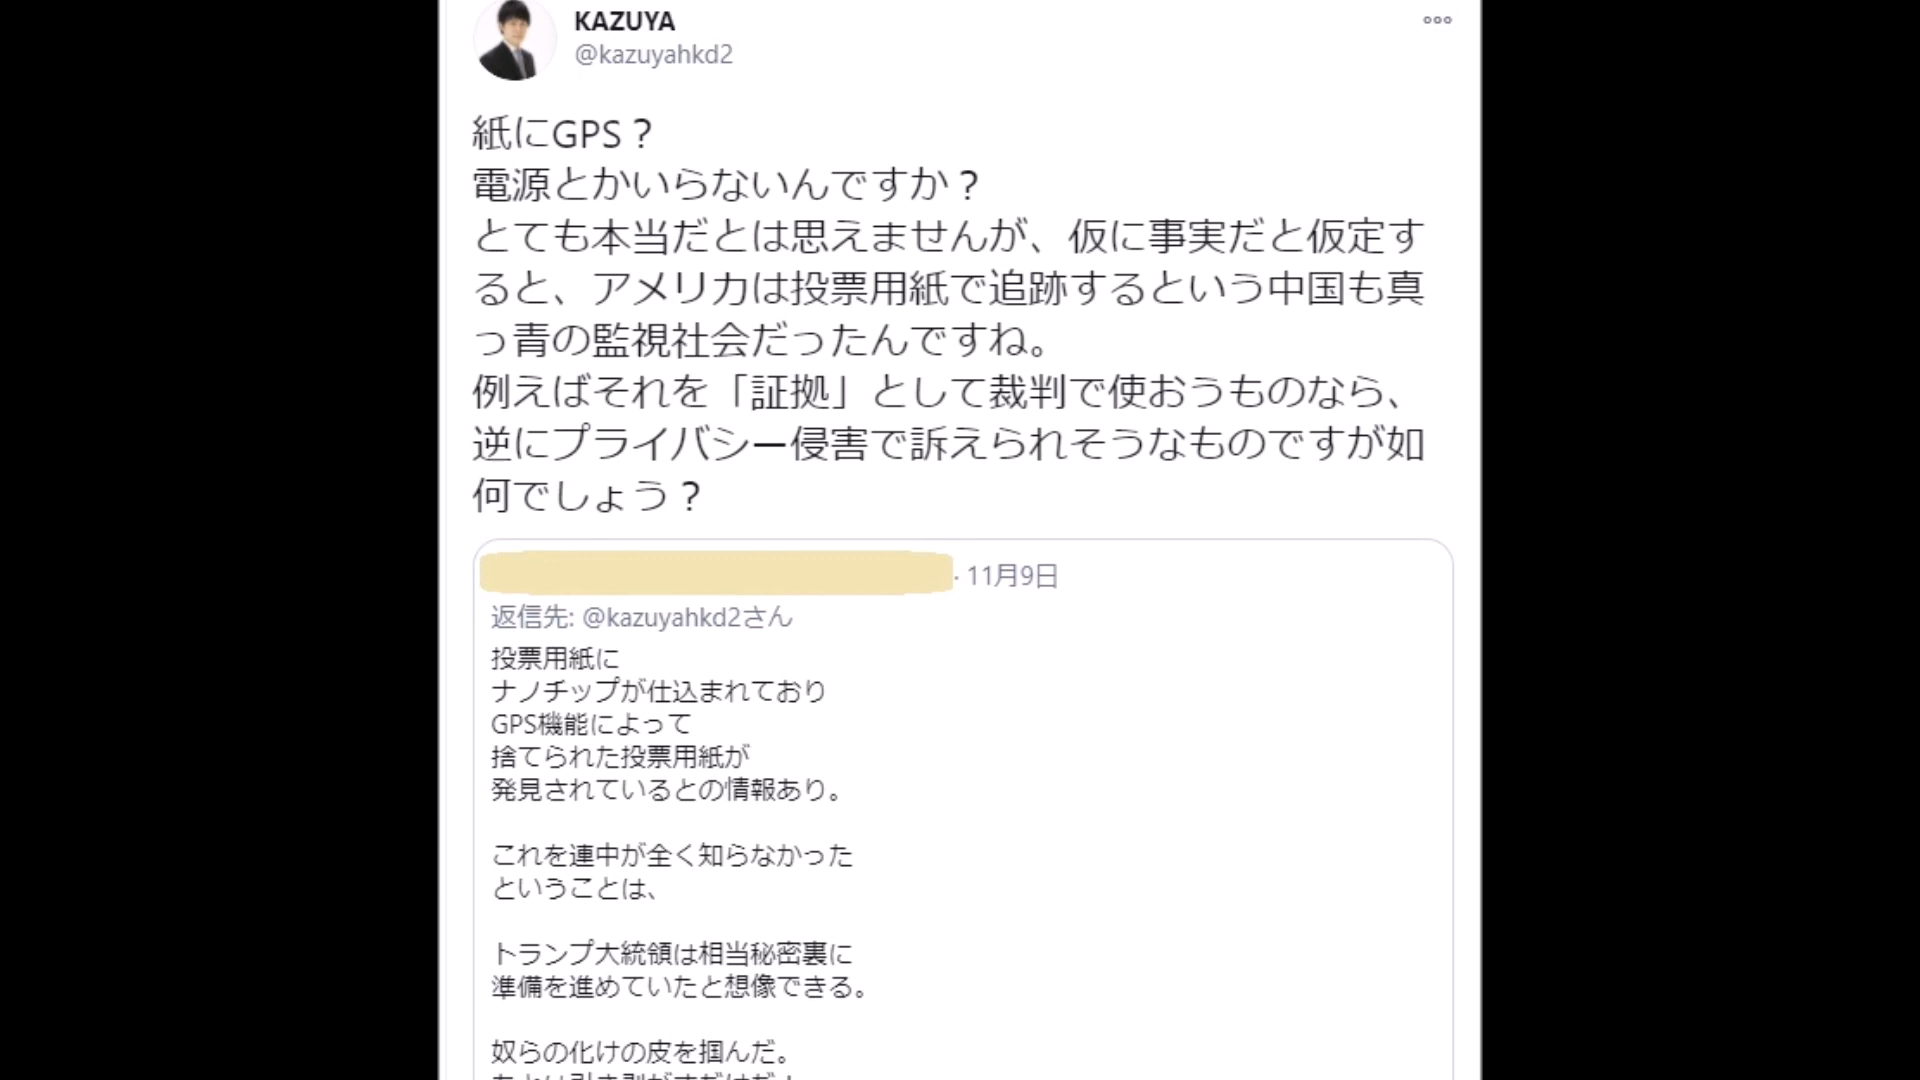 KAZUYA
@kazuyahkd2
紙にGPS？
電源とかいらないんですか？
とても本当だとは思えませんが、仮に事実だと仮定す
ると、アメリカは投票用紙で追跡するという中国も真
っ青の監視社会だったんですね。
例えばそれを「証拠」として裁判で使おうものなら、
逆にプライバシー侵害で訴えられそうなものですが如
何でしょう？
· 11月9日
返信先: @kazuyahkd2さん
投票用紙に
ナノチップが仕込まれており
GPS機能によって
捨てられた投票用紙が
発見されているとの情報あり。
これを連中が全く知らなかった
ということは、
トランプ大統領は相当秘密裏に
準備を進めていたと想像できる。
奴らの化けの皮を掴んだ。